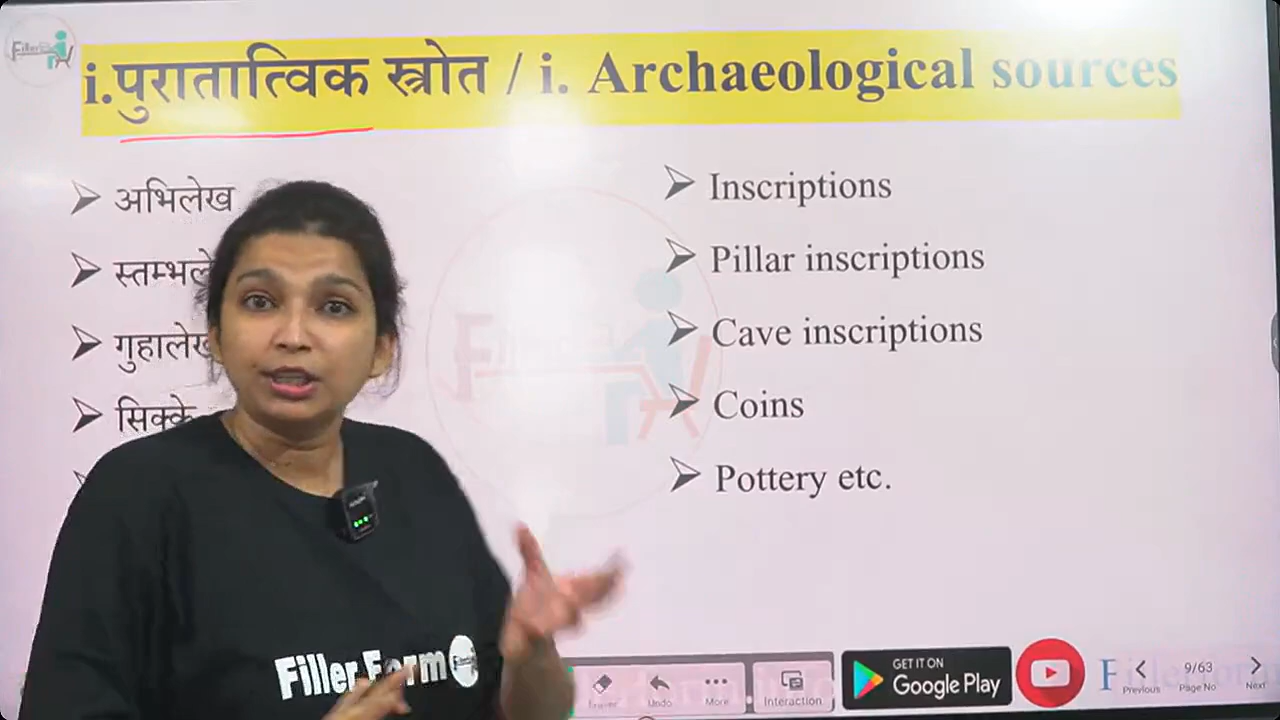 i.पुरातात्विक स्त्रोत / i. Archaeological sources
अभिलेख
गुहालेख
सिक्के
Inscriptions
Pillar inscriptions
Cave inscriptions
Coins
Pottery etc.
Filler Form
Eraser
Undo
More
Interaction
GET IT ON
Google Play
Previous
9/63
Page No
Next